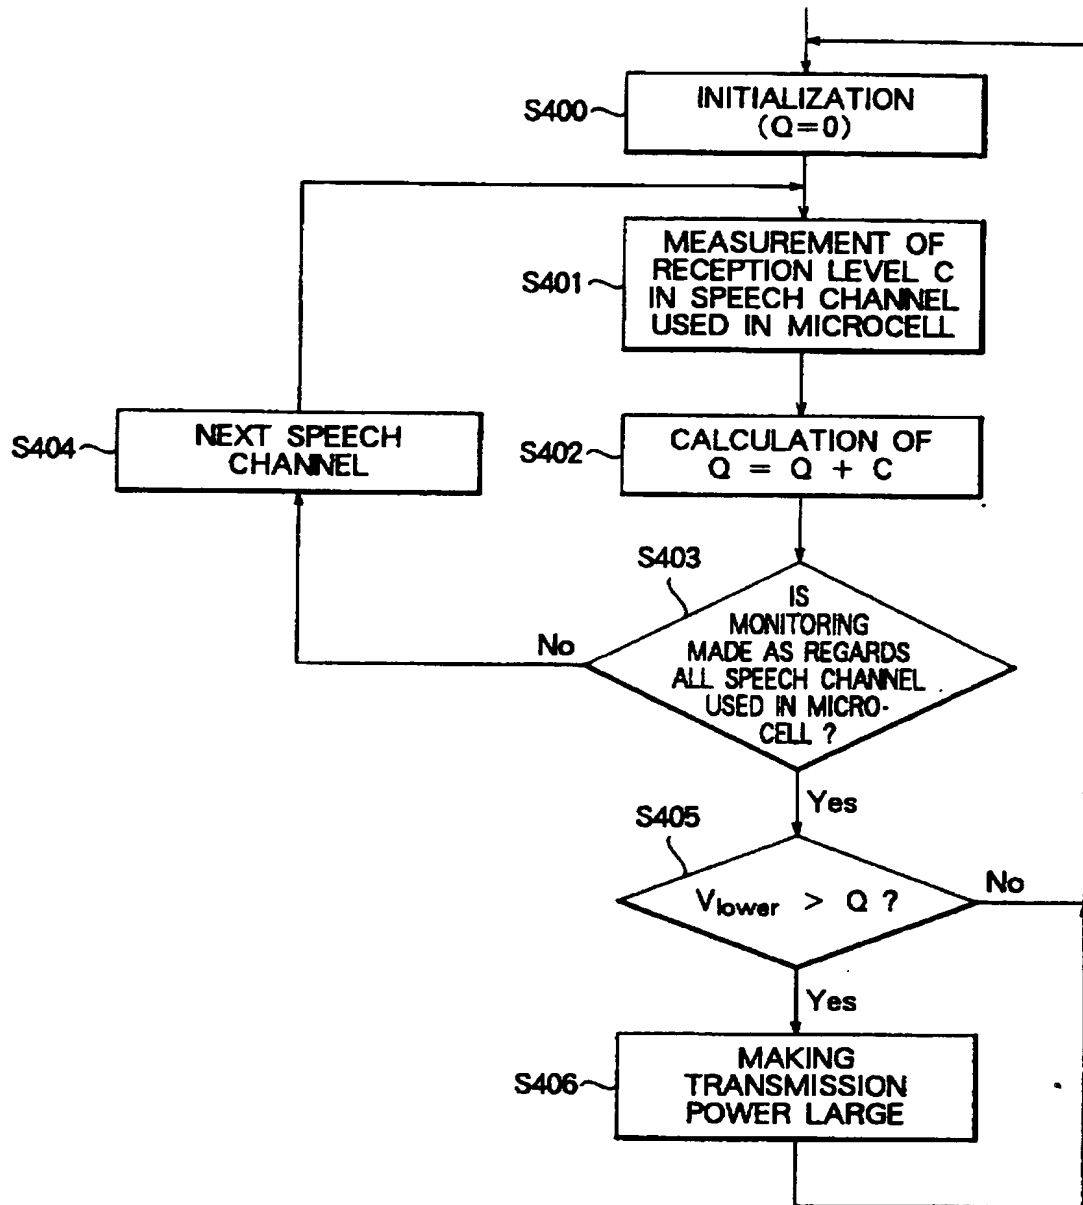 S400
INITIALIZATION
(Q=0)
S401
MEASUREMENT OF
RECEPTION LEVEL C
IN SPEECH CHANNEL
USED IN MICROCELL
S404
NEXT SPEECH
CHANNEL
S402
CALCULATION OF
Q = Q + C
S403
No
IS
MONITORING
MADE AS REGARDS
ALL SPEECH CHANNEL
USED IN MICRO-
CELL ?
Yes
S405
Vlower > Q ?
No
Yes
S406
MAKING
TRANSMISSION
POWER LARGE